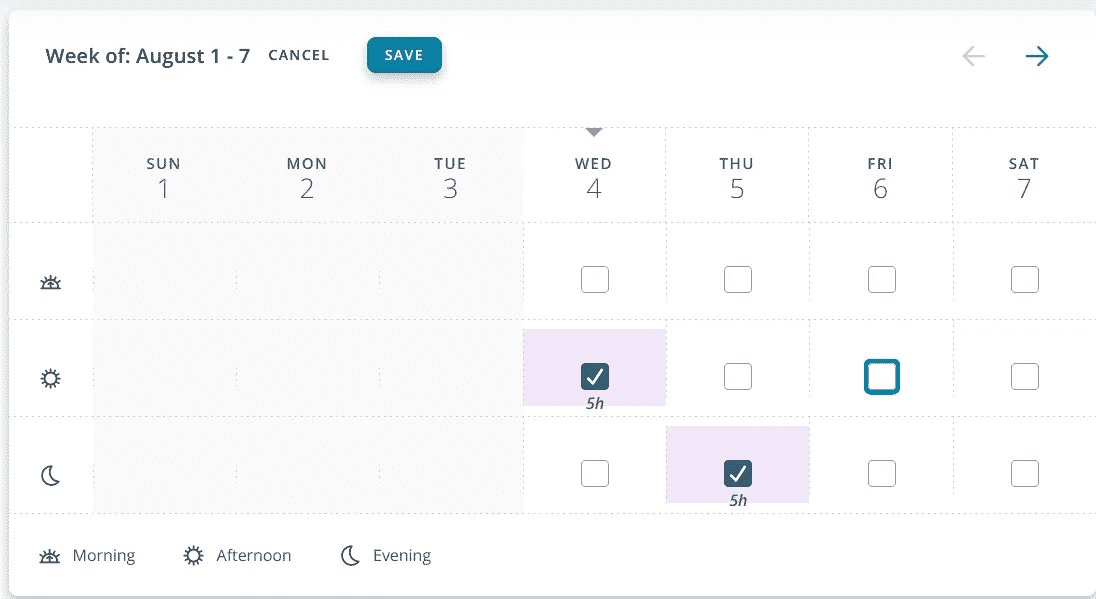 Week of: August 1 - 7 CANCEL SAVE
SUN MON TUE WED THU FRI SAT
1 2 3 4 5 6 7
5h
5h
Morning Afternoon Evening